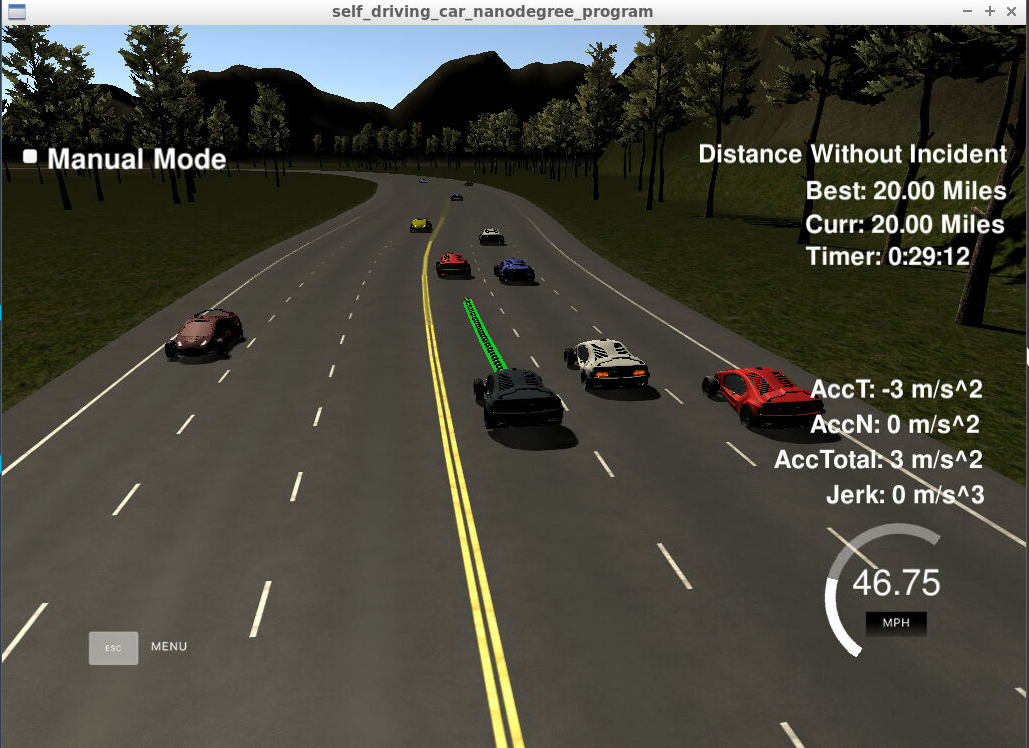 self_driving_car_nanodegree_program
Manual Mode
Distance Without Incident
Best: 20.00 Miles
Curr: 20.00 Miles
Timer: 0:29:12
AccT: -3 m/s^2
AccN: 0 m/s^2
AccTotal: 3 m/s^2
Jerk: 0 m/s^3
46.75
MPH
ESC MENU